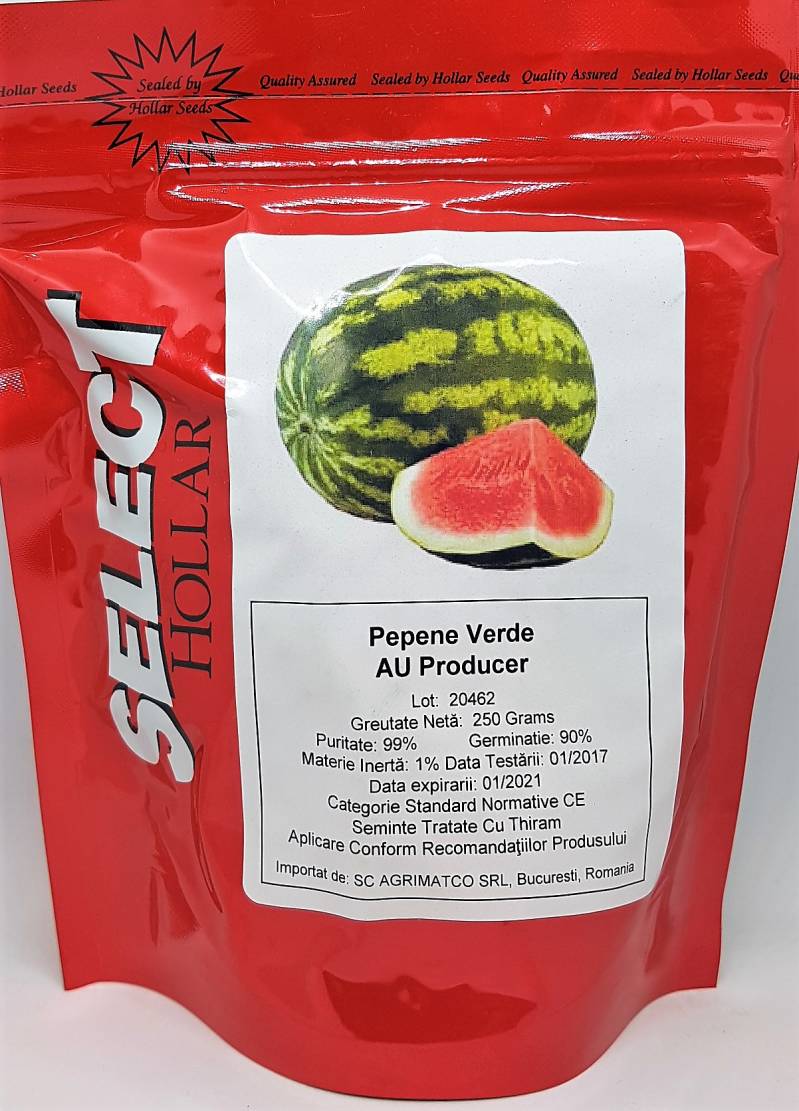 Hollar Seeds
Sealed by
Hollar Seeds
Quality Assured Sealed by Hollar Seeds Quality Assured Sealed by Hollar Seeds
SELECT
HOLLAR
Pepene Verde
AU Producer
Lot: 20462
Greutate Netă: 250 Grams
Puritate: 99% Germinatie: 90%
Materie Inertă: 1% Data Testării: 01/2017
Data expirarii: 01/2021
Categorie Standard Normative CE
Seminte Tratate Cu Thiram
Aplicare Conform Recomandaţiilor Produsului
Importat de: SC AGRIMATCO SRL, Bucuresti, Romania